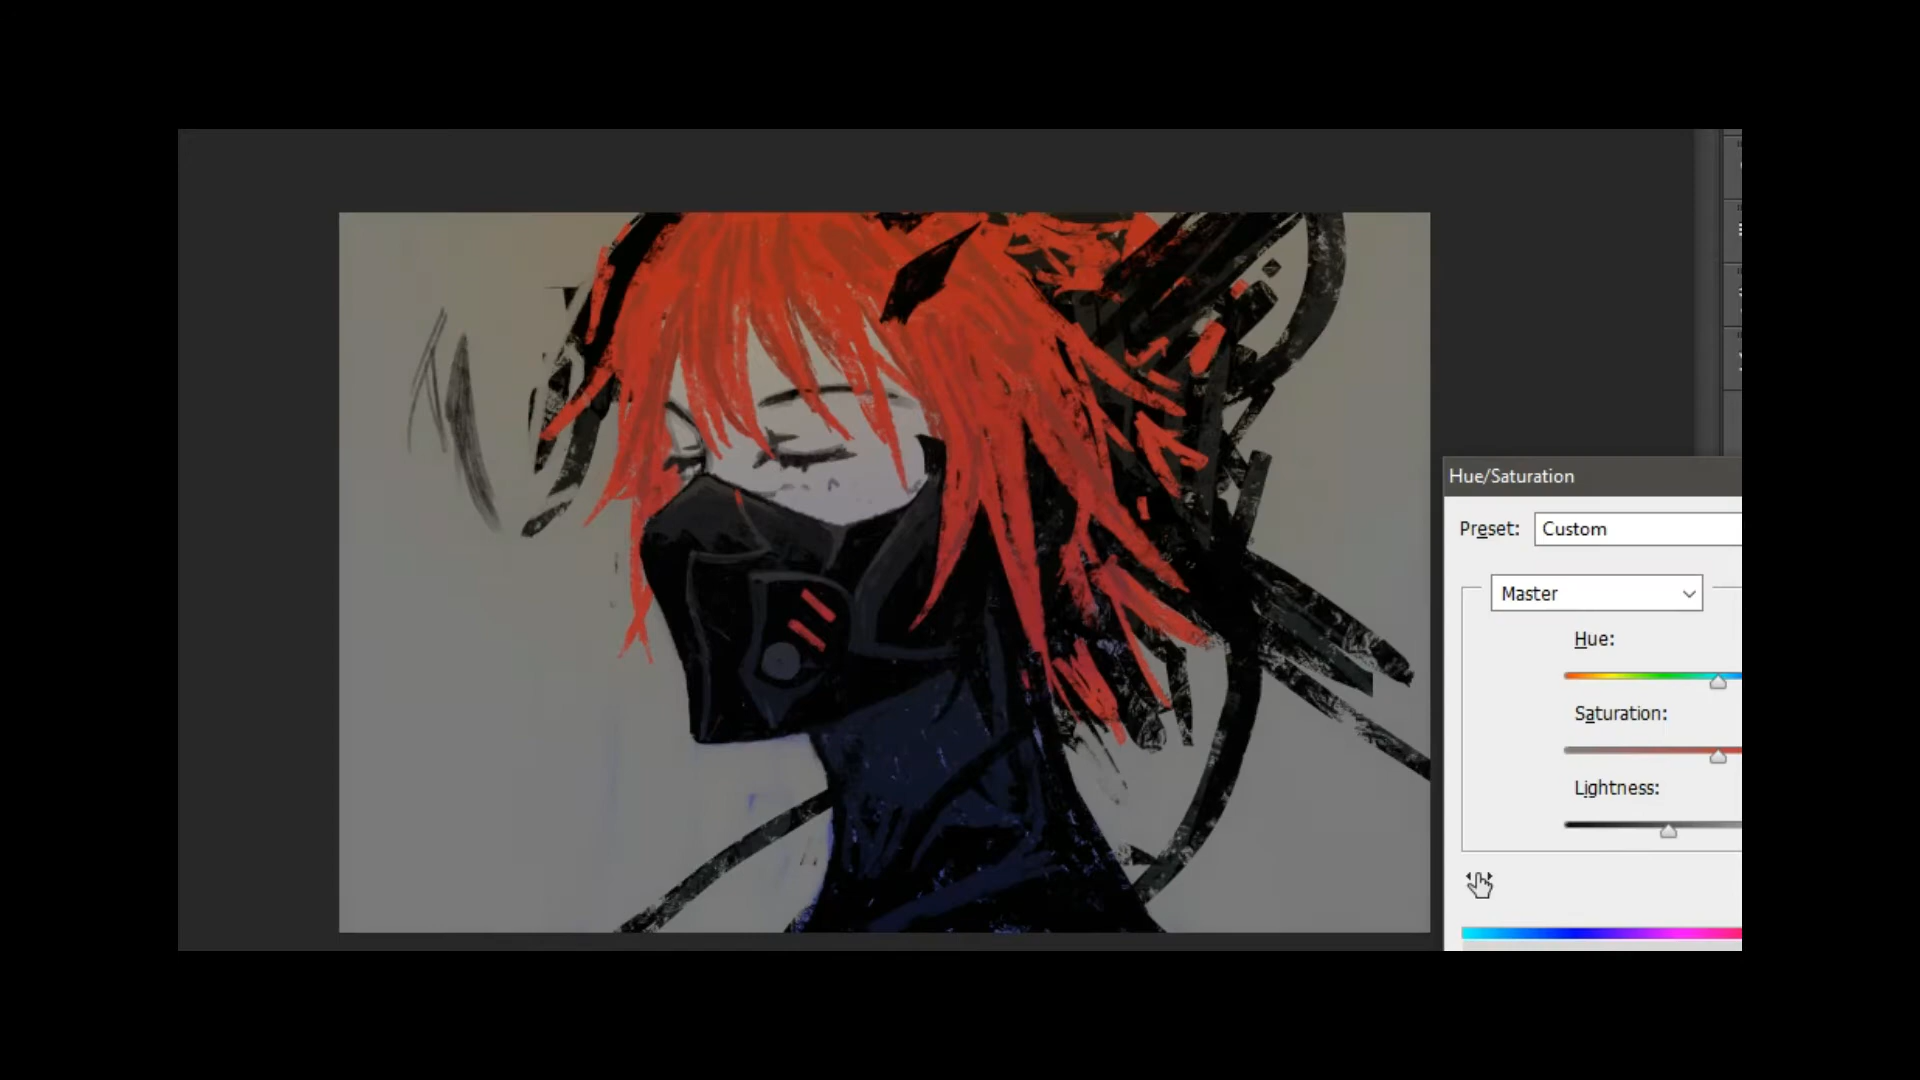 Hue/Saturation
Preset: Custom
Master
Hue:
Saturation:
Lightness: